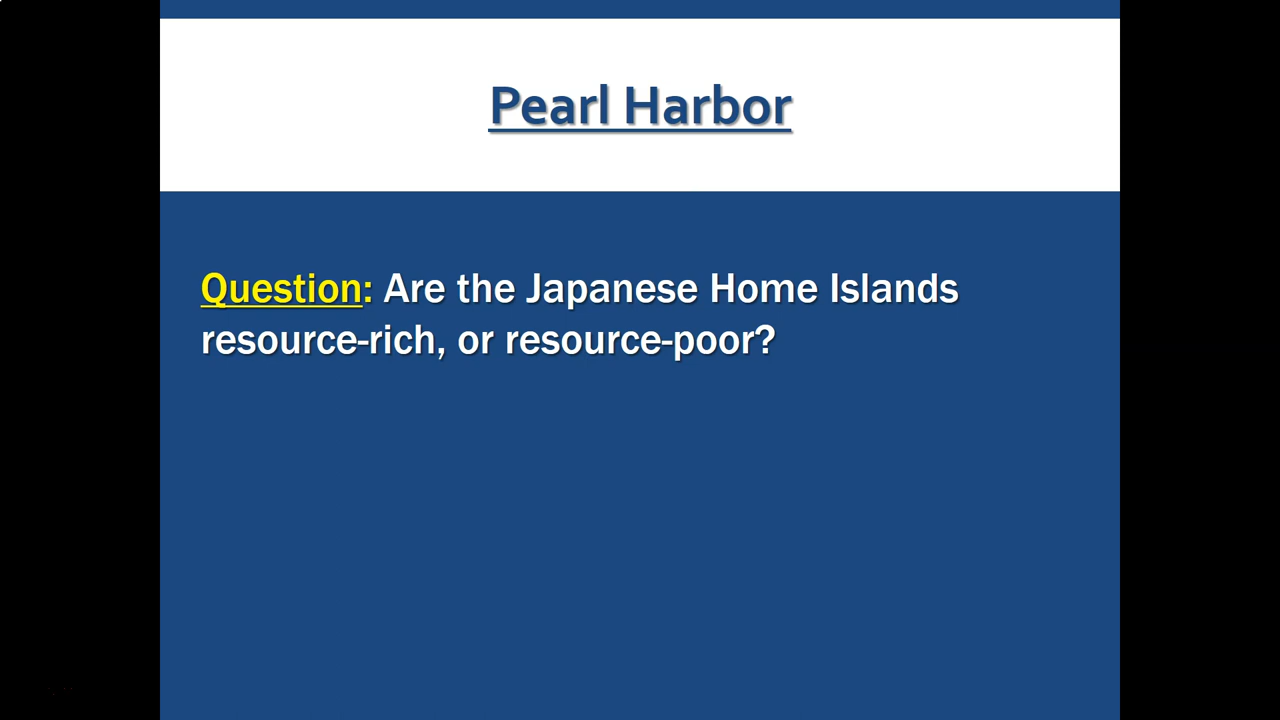 Pearl Harbor
Question: Are the Japanese Home Islands
resource-rich, or resource-poor?